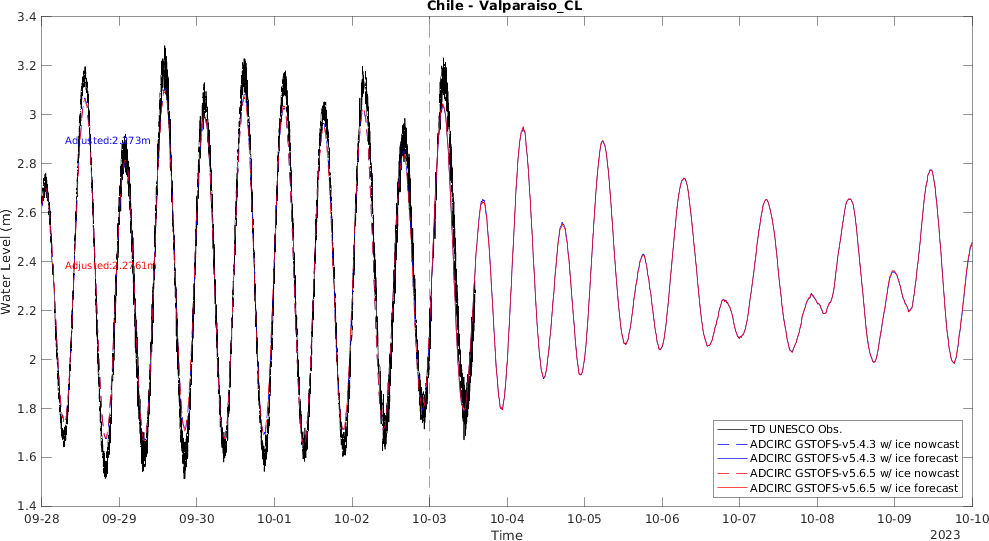 Chile - Valparaiso_CL
3.4
3.2
3
2.8
2.6
2.4
2.2
2
1.8
1.6
1.4
Water Level (m)
Adjusted:2.2761m
09-28
09-29
09-30
10-01
10-02
10-03
10-04
10-05
10-06
10-07
10-08
10-09
10-10
Time
2023
TD UNESCO Obs.
ADCIRC GSTOFS-v5.4.3 w/ ice nowcast
ADCIRC GSTOFS-v5.4.3 w/ ice forecast
ADCIRC GSTOFS-v5.6.5 w/ ice nowcast
ADCIRC GSTOFS-v5.6.5 w/ ice forecast